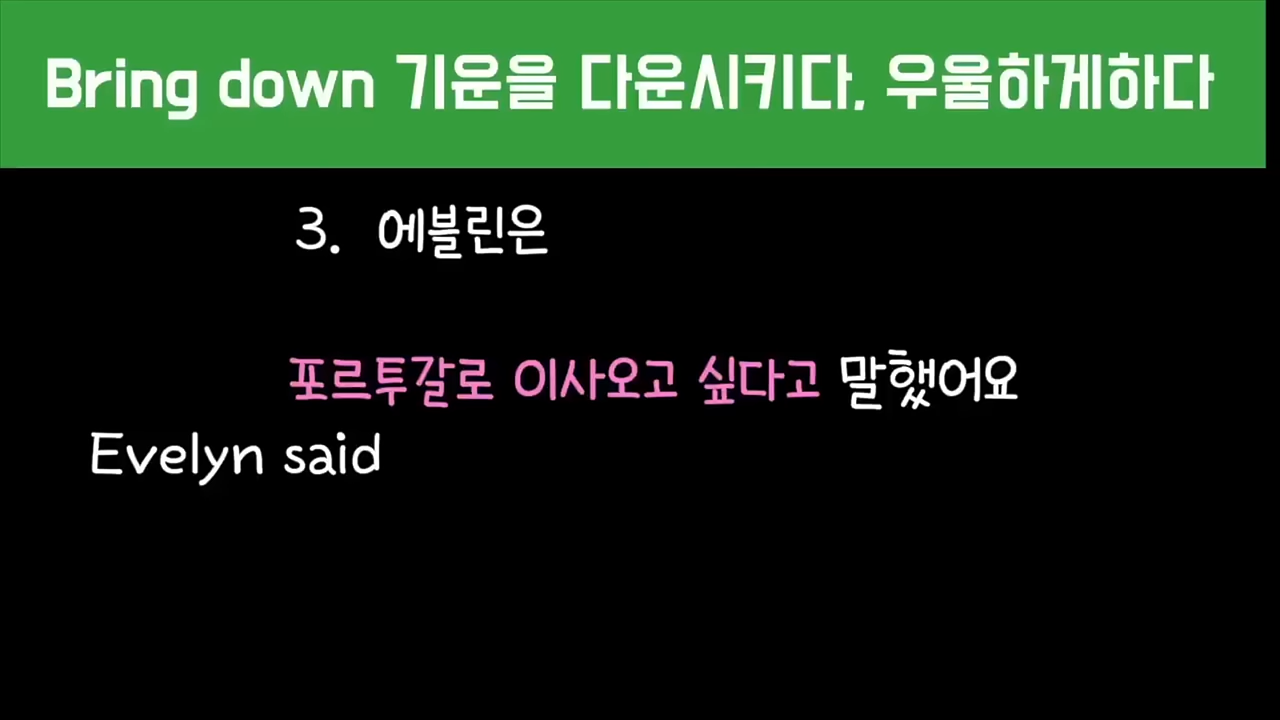 Bring down 기운을 다운시키다, 우울하게하다
3. 에블린은
포르투갈로 이사오고 싶다고 말했어요
Evelyn said